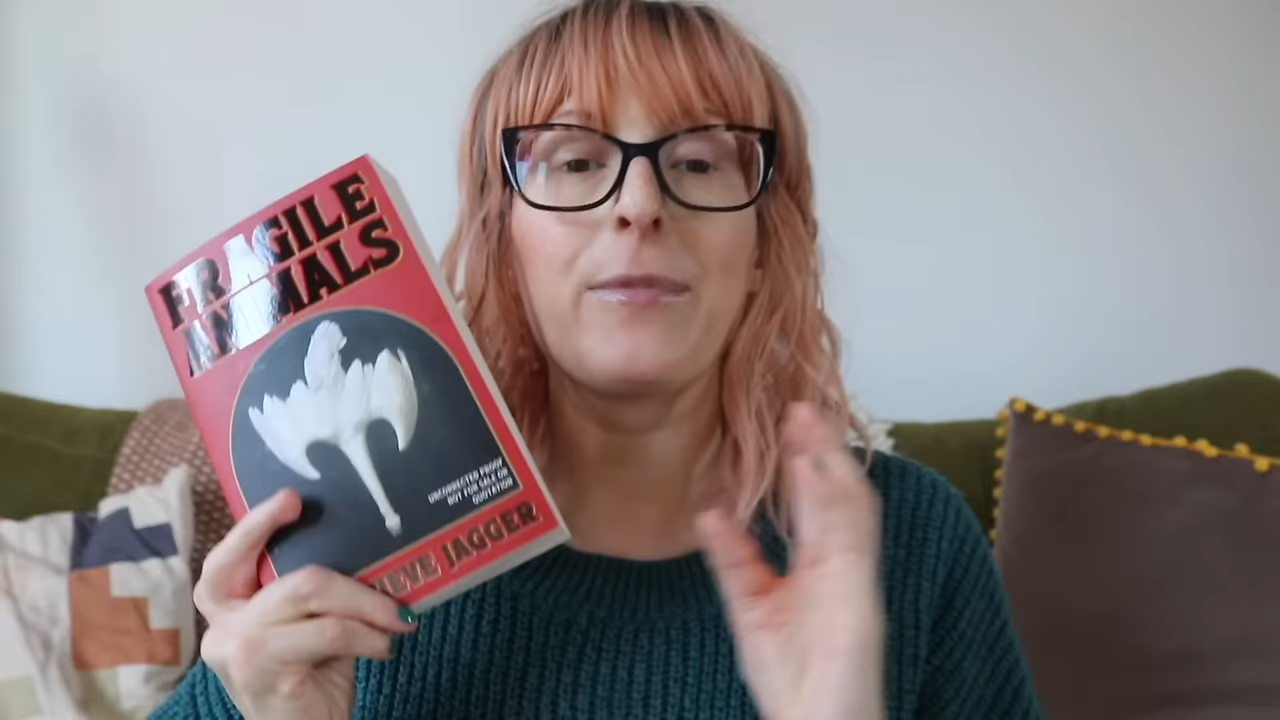 FRAGILE
ANIMALS
UNCORRECTED PROOF
NOT FOR SALE OR
QUOTATION
JAGGER